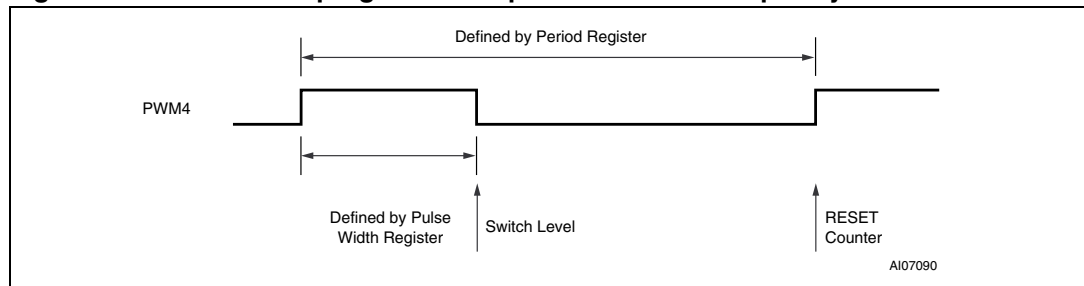 Defined by Period Register
PWM4
Defined by Pulse
Width Register
Switch Level
RESET
Counter
AI07090